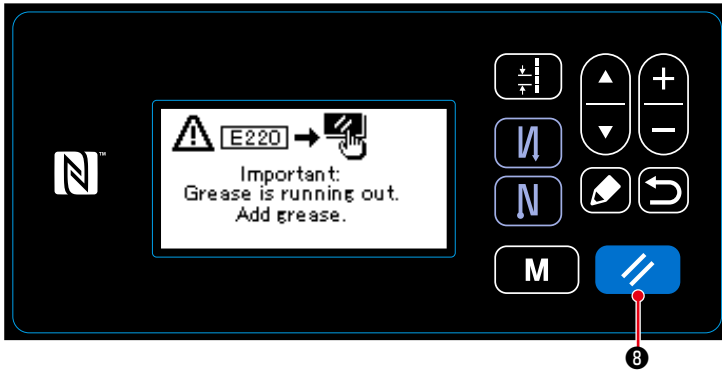 E220
Important:
Grease is running out.
Add grease.
M
8